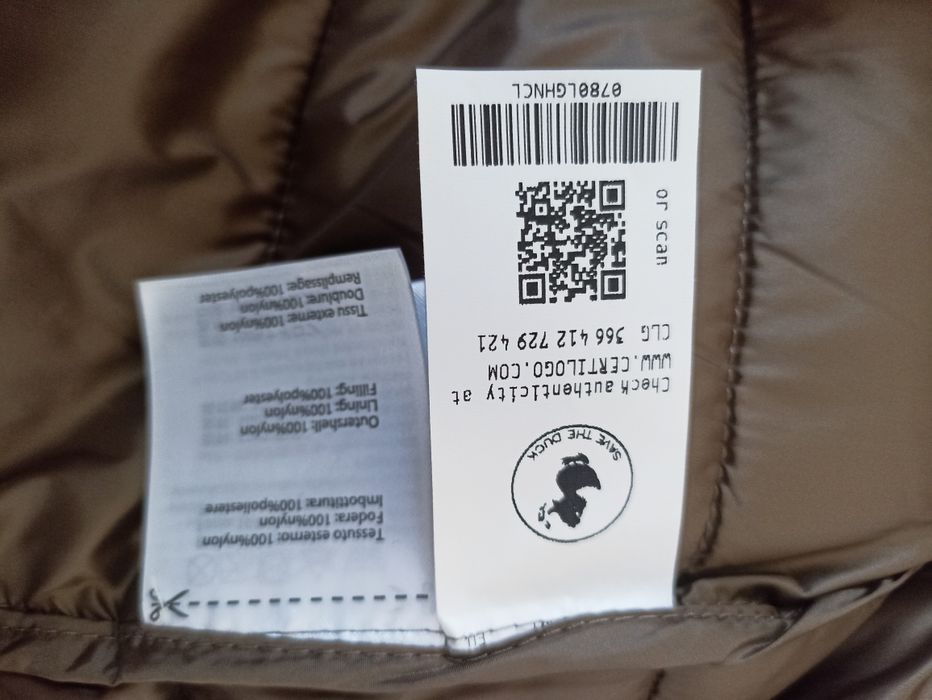 SAVE THE DUCK
Check authenticity at
WWW.CERTILOGO.COM
CLG 366 412 729 421
or scan
0780LGHNCL
Tessuto esterno: 100%nylon
Fodera: 100%nylon
Imbottitura: 100%poliestere
Outershell: 100%nylon
Lining: 100%nylon
Filling: 100%polyester
Tissu externe: 100%nylon
Doublure: 100%nylon
Remplissage: 100%polyester